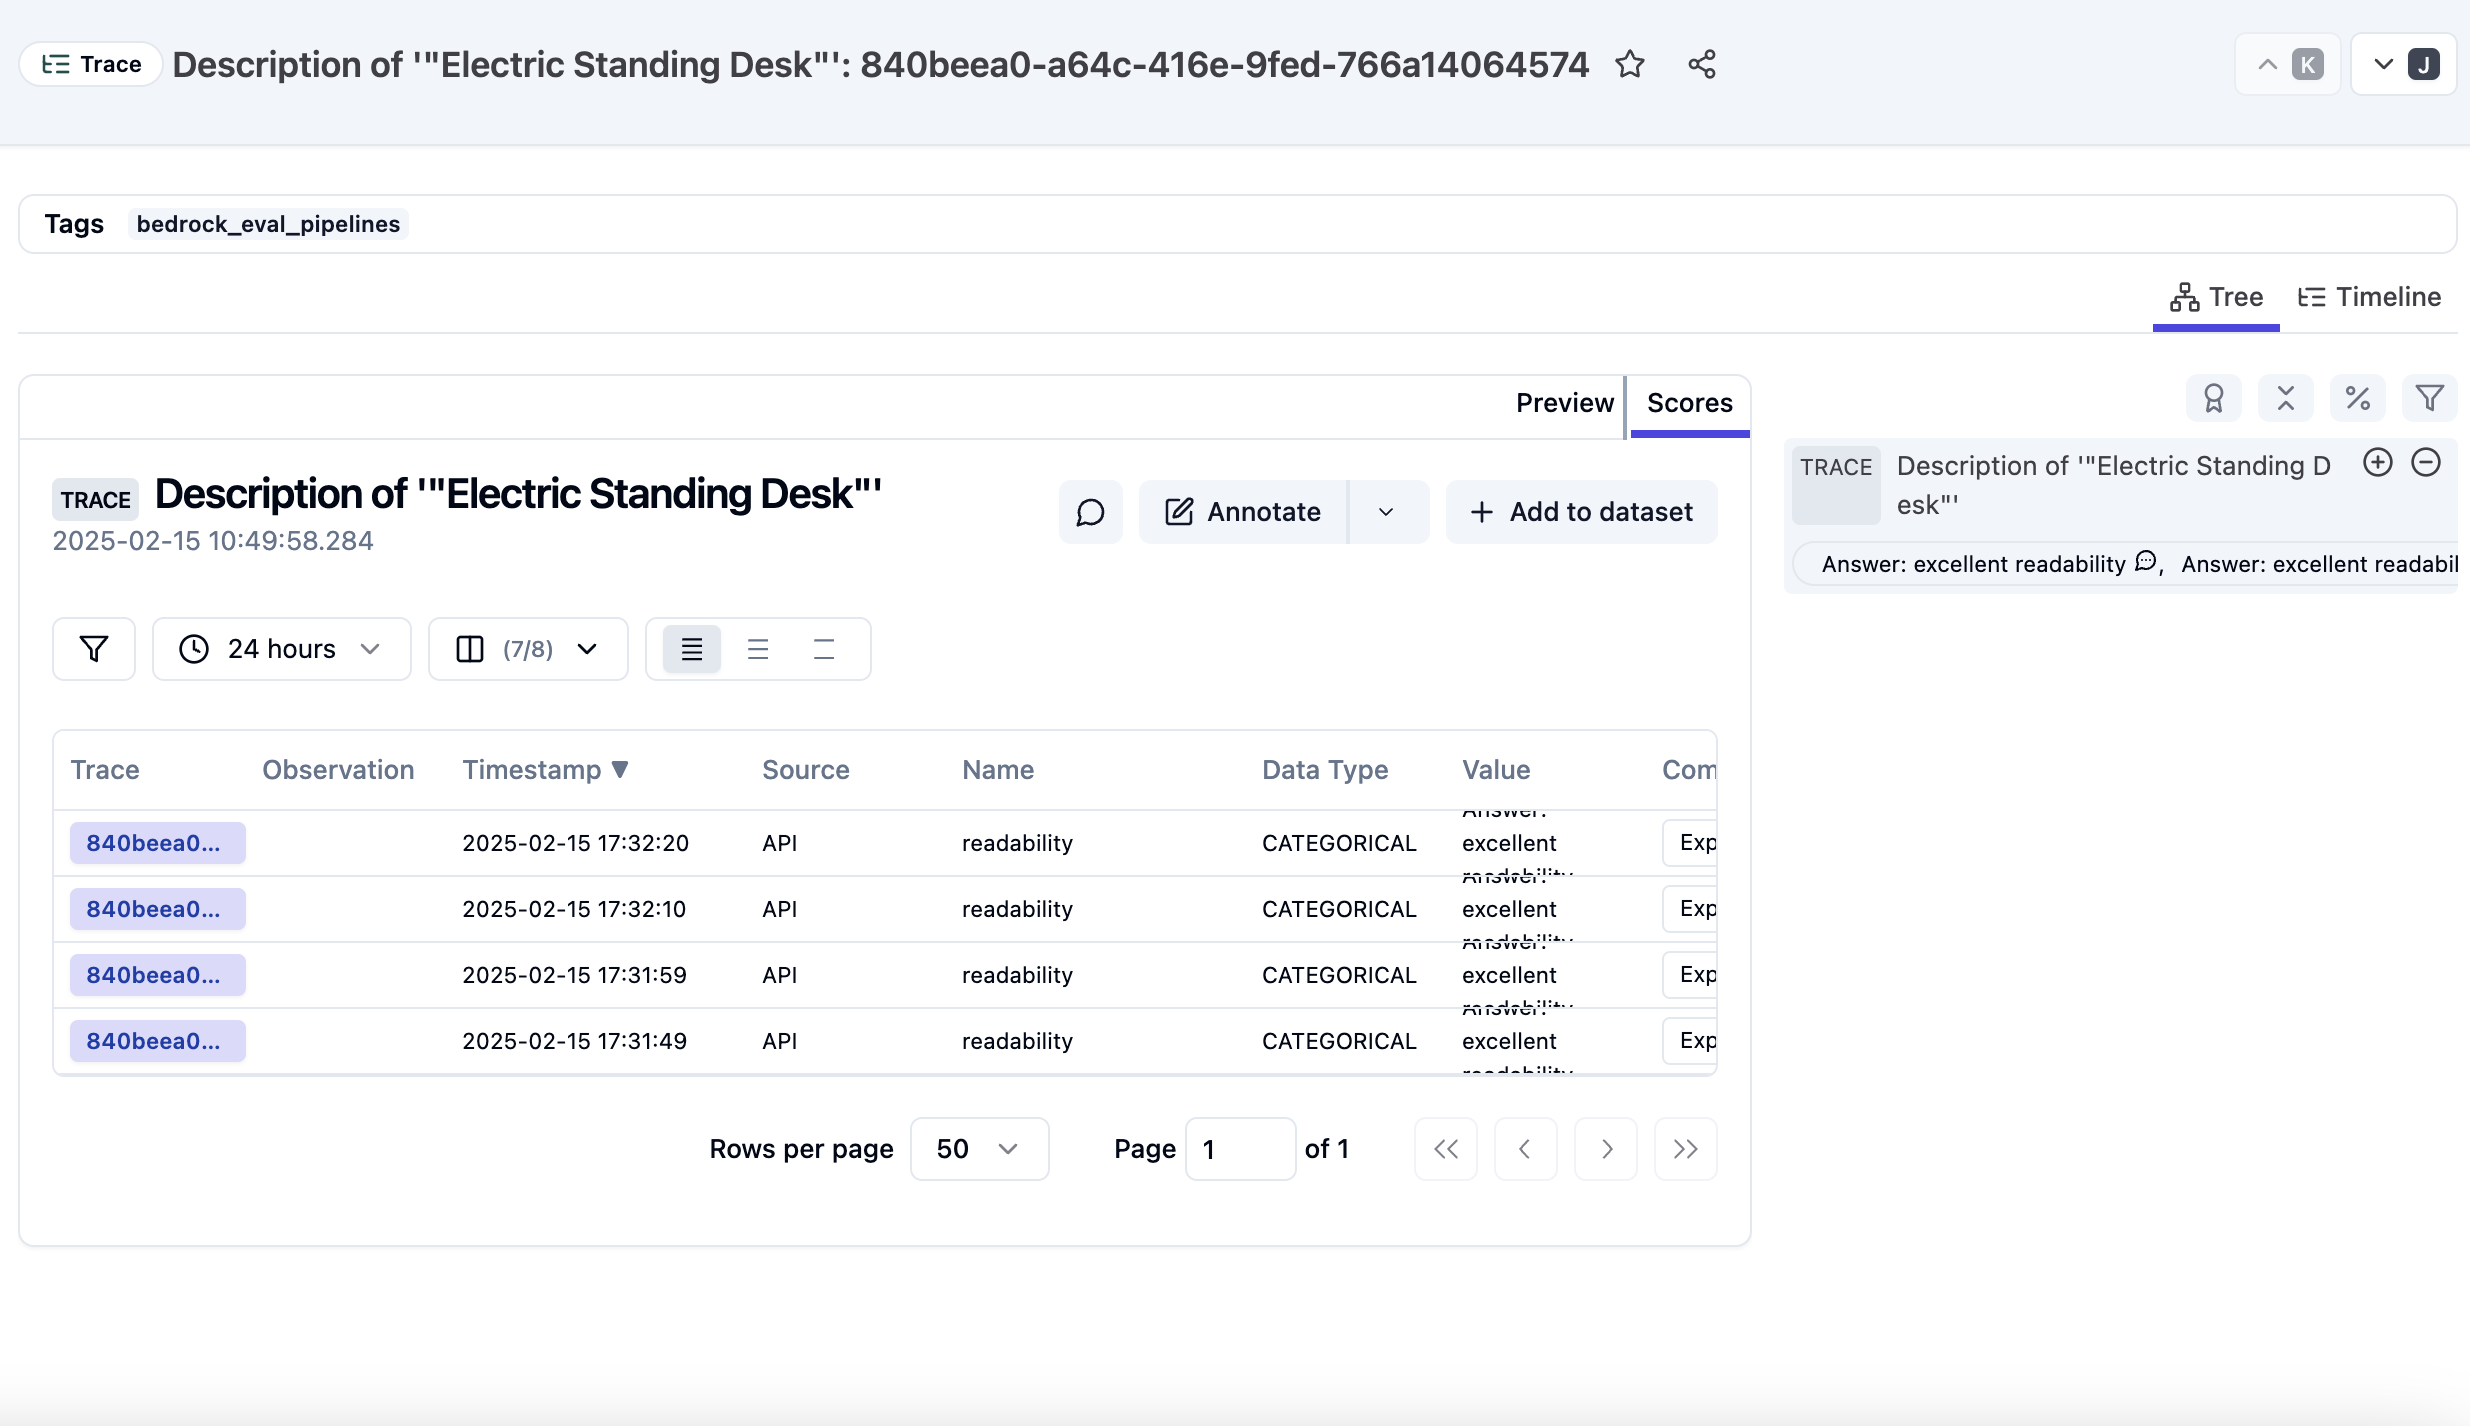 Trace Description of '"Electric Standing Desk"': 840beea0-a64c-416e-9fed-766a14064574 K J
Tags bedrock_eval_pipelines
Tree Timeline
Preview Scores
TRACE Description of '"Electric Standing Desk"'
2025-02-15 10:49:58.284
Annotate Add to dataset
24 hours (7/8)
Trace Observation Timestamp ▼ Source Name Data Type Value Com
840beea0... 2025-02-15 17:32:20 API readability CATEGORICAL Answer: excellent readability Exp
840beea0... 2025-02-15 17:32:10 API readability CATEGORICAL Answer: excellent readability Exp
840beea0... 2025-02-15 17:31:59 API readability CATEGORICAL Answer: excellent readability Exp
840beea0... 2025-02-15 17:31:49 API readability CATEGORICAL Answer: excellent readability Exp
Rows per page 50 Page 1 of 1
TRACE Description of '"Electric Standing D
esk"'
Answer: excellent readability , Answer: excellent readabil